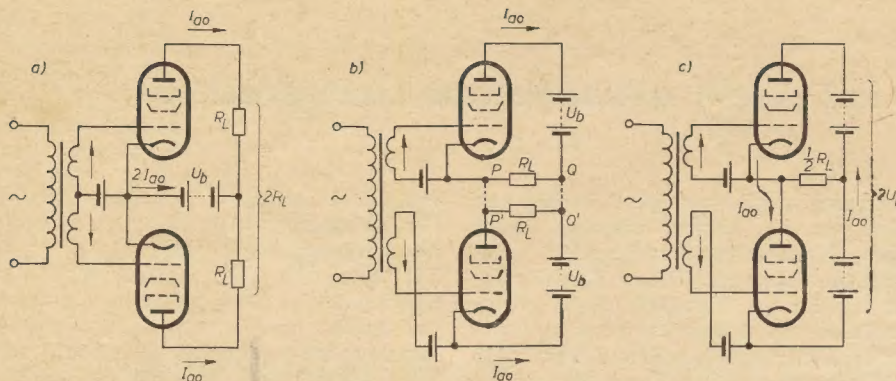 a)
I_ao
R_L
2 I_ao
U_b
2R_L
R_L
~
I_ao
b)
I_ao
U_b
P
R_L
Q
P'
R_L
Q'
U_b
~
I_ao
c)
½ R_L
I_ao
I_ao
~